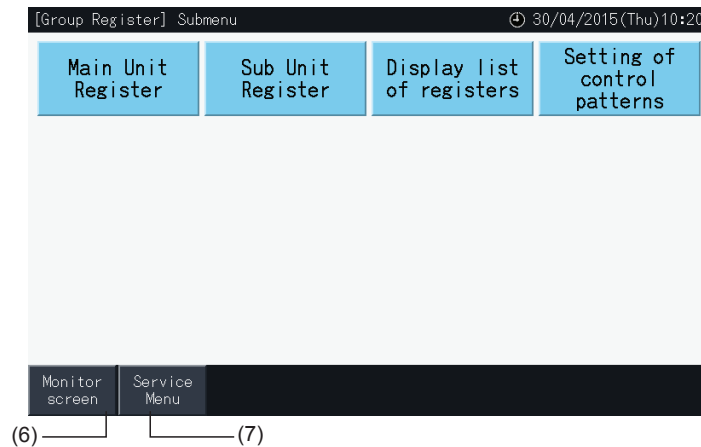 [Group Register] Submenu 30/04/2015(Thu)10:20
Main Unit
Register
Sub Unit
Register
Display list
of registers
Setting of
control
patterns
Monitor
screen
Service
Menu
(6)
(7)